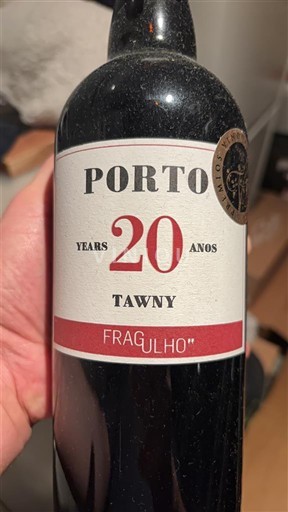 PORTO
YEARS 20 ANOS
TAWNY
FRAGULHO"